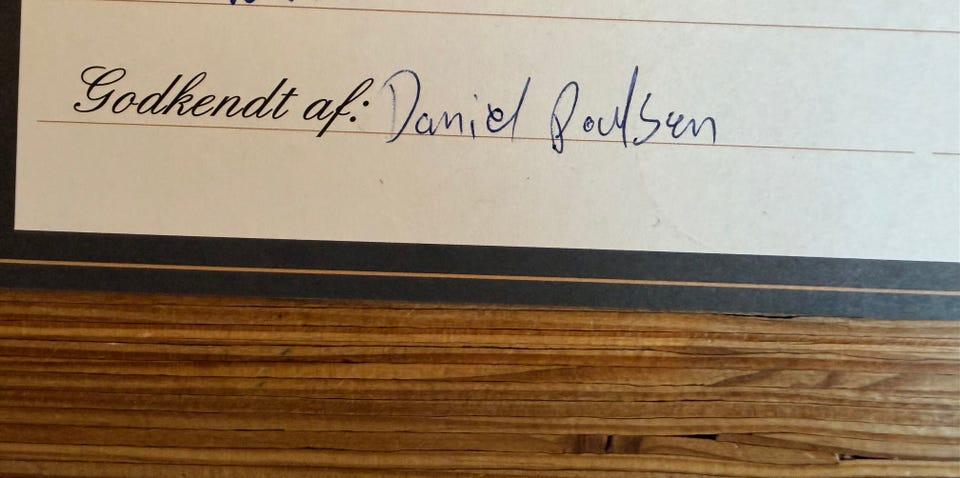 Godkendt af: Daniel Poulsen